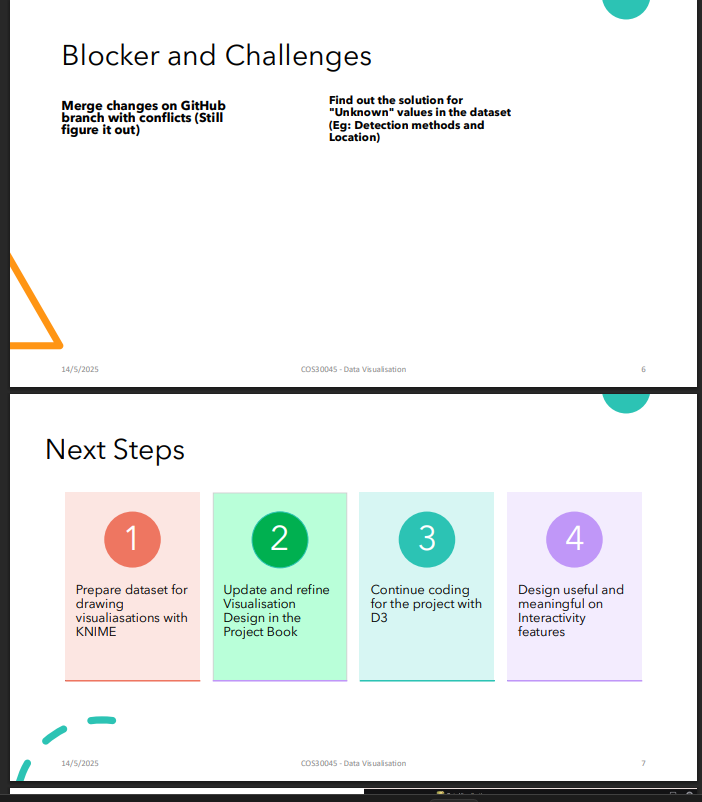 Blocker and Challenges
Merge changes on GitHub
branch with conflicts (Still
figure it out)
Find out the solution for
"Unknown" values in the dataset
(Eg: Detection methods and
Location)
14/5/2025
COS30045 - Data Visualisation
6
Next Steps
1
Prepare dataset for
drawing
visualiasations with
KNIME
2
Update and refine
Visualisation
Design in the
Project Book
3
Continue coding
for the project with
D3
4
Design useful and
meaningful on
Interactivity
features
14/5/2025
COS30045 - Data Visualisation
7